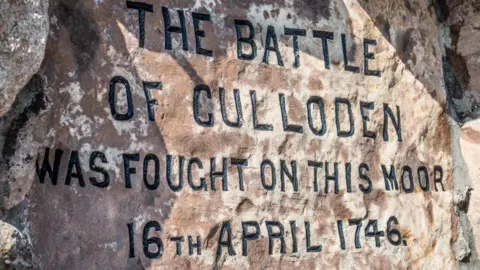 THE BATTLE
OF CULLODEN
WAS FOUGHT ON THIS MOOR
16TH APRIL 1746.